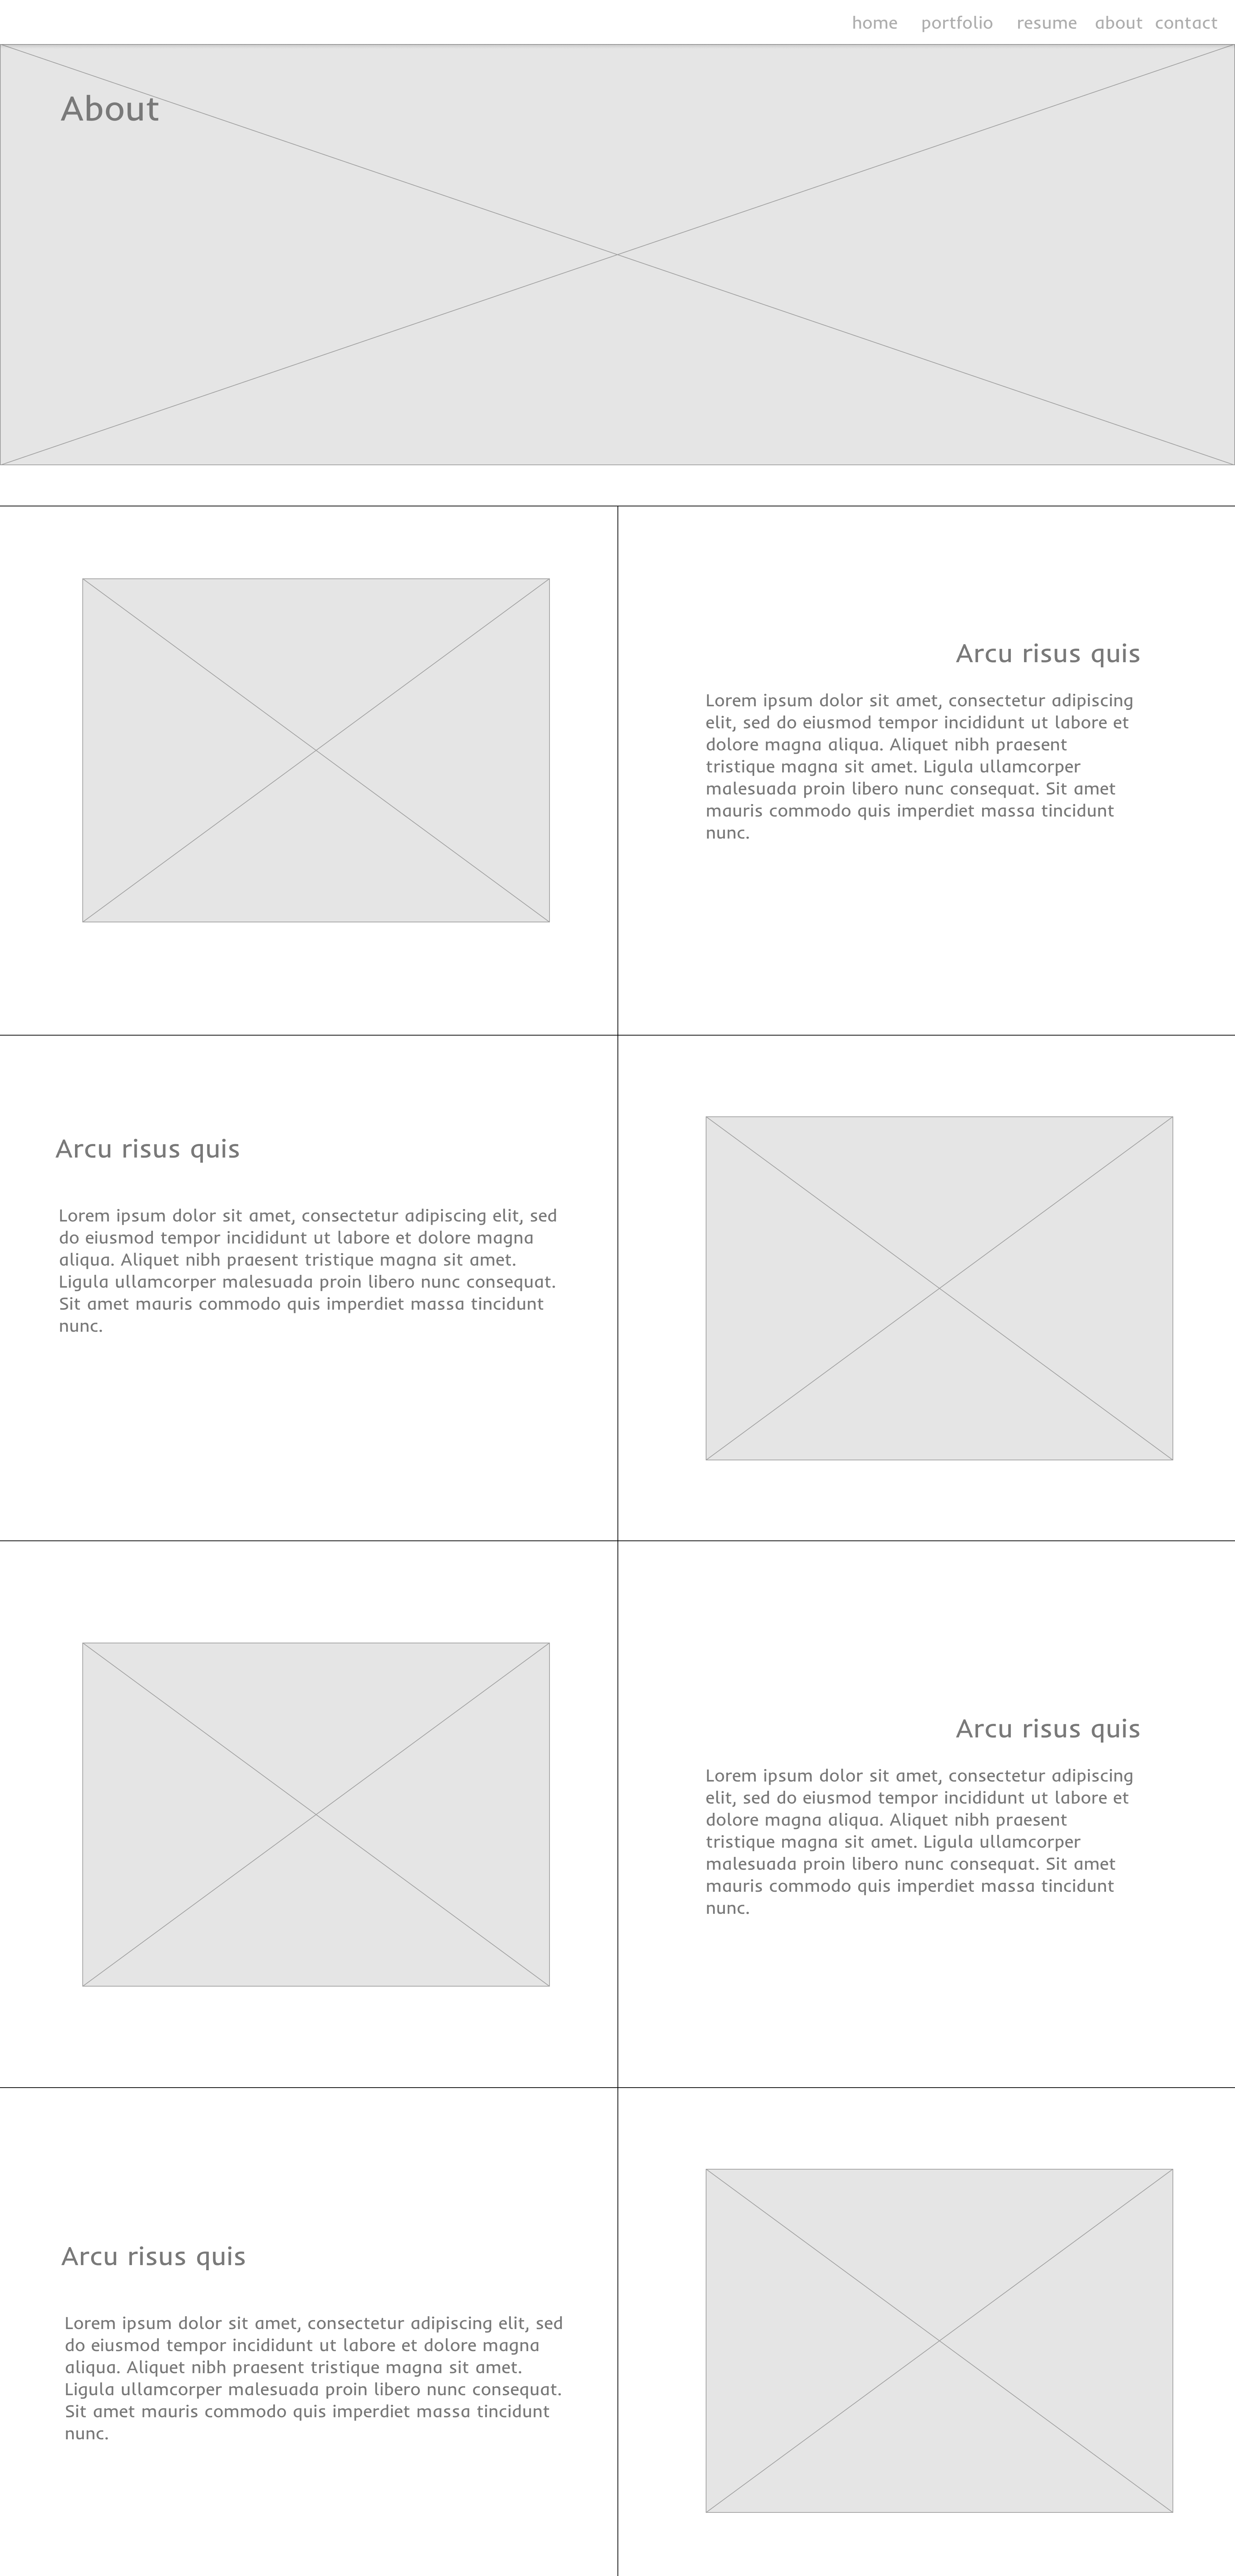 home portfolio resume about contact
About
Arcu risus quis
Lorem ipsum dolor sit amet, consectetur adipiscing
elit, sed do eiusmod tempor incididunt ut labore et
dolore magna aliqua. Aliquet nibh praesent
tristique magna sit amet. Ligula ullamcorper
malesuada proin libero nunc consequat. Sit amet
mauris commodo quis imperdiet massa tincidunt
nunc.
Arcu risus quis
Lorem ipsum dolor sit amet, consectetur adipiscing elit, sed
do eiusmod tempor incididunt ut labore et dolore magna
aliqua. Aliquet nibh praesent tristique magna sit amet.
Ligula ullamcorper malesuada proin libero nunc consequat.
Sit amet mauris commodo quis imperdiet massa tincidunt
nunc.
Arcu risus quis
Lorem ipsum dolor sit amet, consectetur adipiscing
elit, sed do eiusmod tempor incididunt ut labore et
dolore magna aliqua. Aliquet nibh praesent
tristique magna sit amet. Ligula ullamcorper
malesuada proin libero nunc consequat. Sit amet
mauris commodo quis imperdiet massa tincidunt
nunc.
Arcu risus quis
Lorem ipsum dolor sit amet, consectetur adipiscing elit, sed
do eiusmod tempor incididunt ut labore et dolore magna
aliqua. Aliquet nibh praesent tristique magna sit amet.
Ligula ullamcorper malesuada proin libero nunc consequat.
Sit amet mauris commodo quis imperdiet massa tincidunt
nunc.